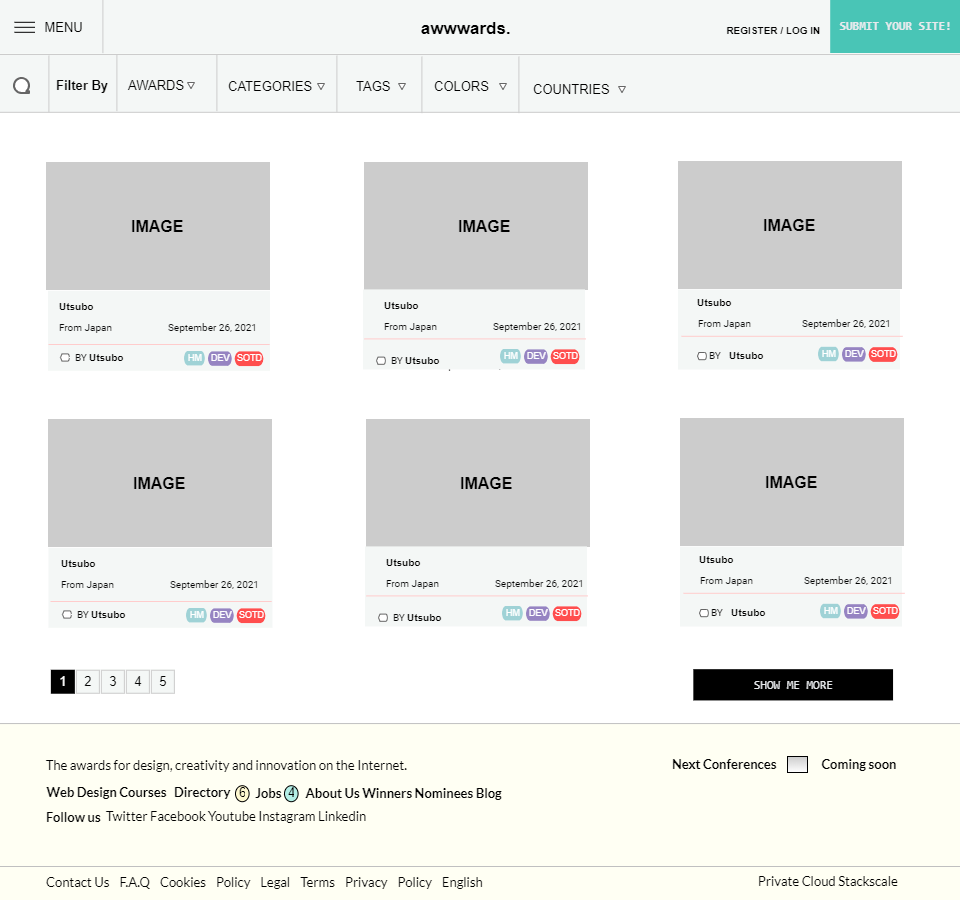 MENU
awwwards.
REGISTER / LOG IN
SUBMIT YOUR SITE!
Filter By
AWARDS
CATEGORIES
TAGS
COLORS
COUNTRIES
IMAGE
IMAGE
IMAGE
Utsubo
From Japan September 26, 2021
BY Utsubo HM DEV SOTD
Utsubo
From Japan September 26, 2021
BY Utsubo HM DEV SOTD
Utsubo
From Japan September 26, 2021
BY Utsubo HM DEV SOTD
IMAGE
IMAGE
IMAGE
Utsubo
From Japan September 26, 2021
BY Utsubo HM DEV SOTD
Utsubo
From Japan September 26, 2021
BY Utsubo HM DEV SOTD
Utsubo
From Japan September 26, 2021
BY Utsubo HM DEV SOTD
1 2 3 4 5
SHOW ME MORE
The awards for design, creativity and innovation on the Internet.
Next Conferences Coming soon
Web Design Courses Directory 6 Jobs 4 About Us Winners Nominees Blog
Follow us Twitter Facebook Youtube Instagram Linkedin
Contact Us F.A.Q Cookies Policy Legal Terms Privacy Policy English
Private Cloud Stackscale